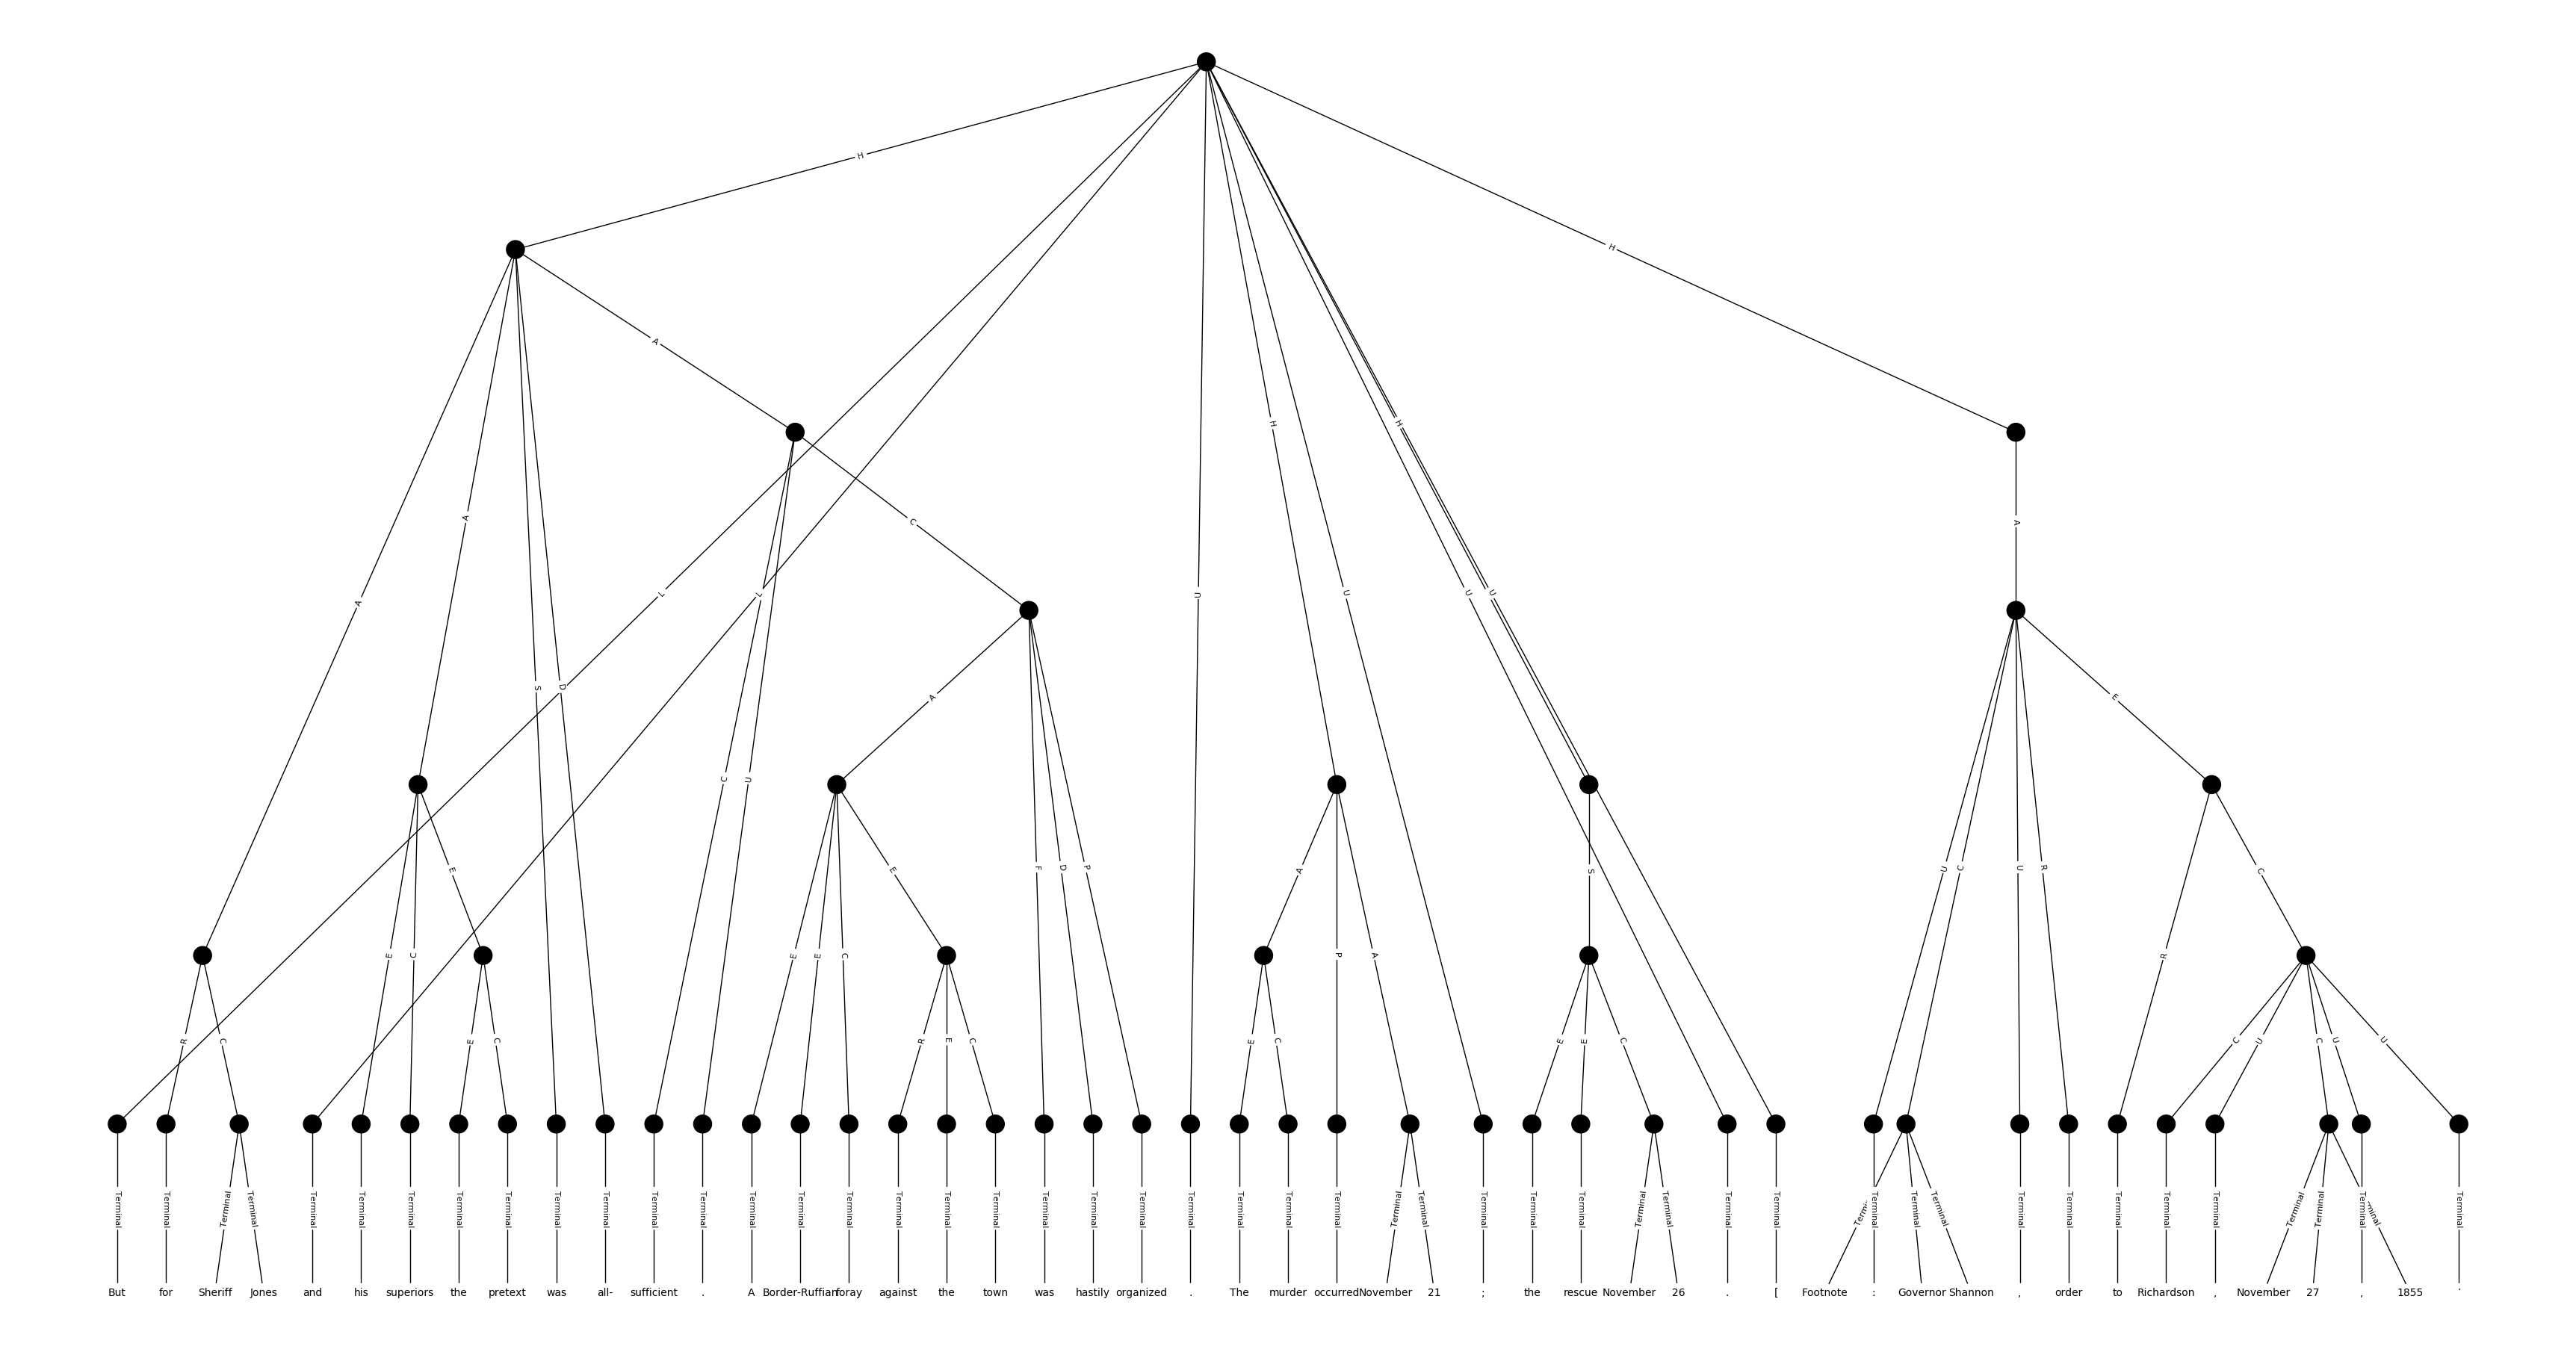 H
H
A
C
A
H
H
A
L
L
U
U
U
U
A
A
S
D
C
U
A
F
D
P
E
E
C
E
E
C
E
R
C
E
C
E
E
C
R
E
C
A
P
A
E
C
S
E
E
C
U
C
U
R
E
R
C
C
U
C
U
U
Terminal Terminal Terminal Terminal Terminal Terminal Terminal Terminal Terminal Terminal Terminal Terminal Terminal Terminal Terminal Terminal Terminal Terminal Terminal Terminal Terminal Terminal Terminal Terminal Terminal Terminal Terminal Terminal Terminal Terminal Terminal Terminal Terminal Terminal Terminal Terminal Terminal Terminal Terminal Terminal Terminal Terminal Terminal Terminal Terminal Terminal Terminal
But for Sheriff Jones and his superiors the pretext was all- sufficient . A Border-Ruffian foray against the town was hastily organized . The murder occurred November 21 ; the rescue November 26 . [ Footnote : Governor Shannon , order to Richardson , November 27 , 1855 .